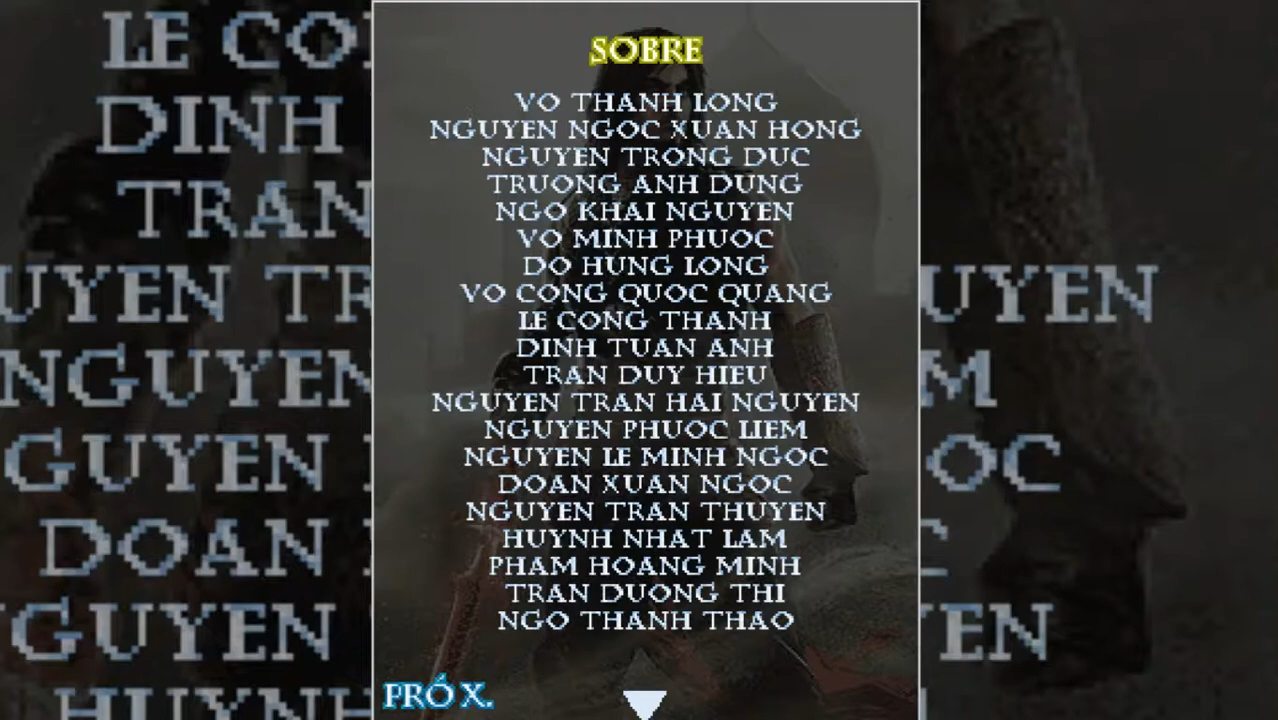 SOBRE
VO THANH LONG
NGUYEN NGOC XUAN HONG
NGUYEN TRONG DUC
TRUONG ANH DUNG
NGO KHAI NGUYEN
VO MINH PHUOC
DO HUNG LONG
VO CONG QUOC QUANG
LE CONG THANH
DINH TUAN ANH
TRAN DUY HIEU
NGUYEN TRAN HAI NGUYEN
NGUYEN PHUOC LIEM
NGUYEN LE MINH NGOC
DOAN XUAN NGOC
NGUYEN TRAN THUYEN
HUYNH NHAT LAM
PHAM HOANG MINH
TRAN DUONG THI
NGO THANH THAO
PRÓX.